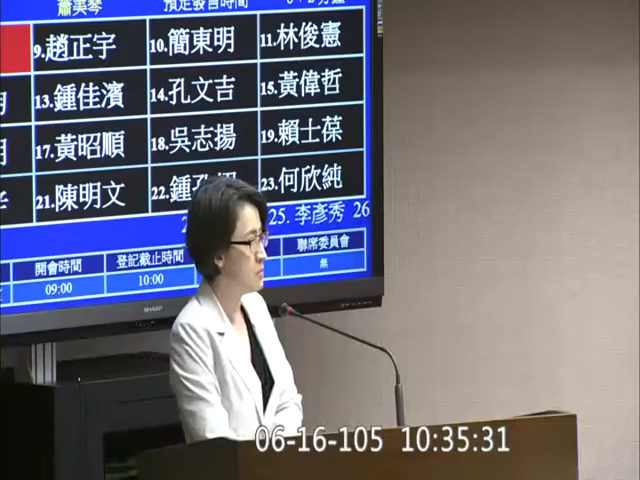 蕭美琴 預定發言時間
9.趙正宇 10.簡東明 11.林俊憲
13.鍾佳濱 14.孔文吉 15.黃偉哲
17.黃昭順 18.吳志揚 19.賴士葆
21.陳明文 22.鍾孔炤 23.何欣純
25.李彥秀 26
開會時間 登記截止時間 聯席委員會
09:00 10:00 無
SHARP
06-16-105 10:35:31